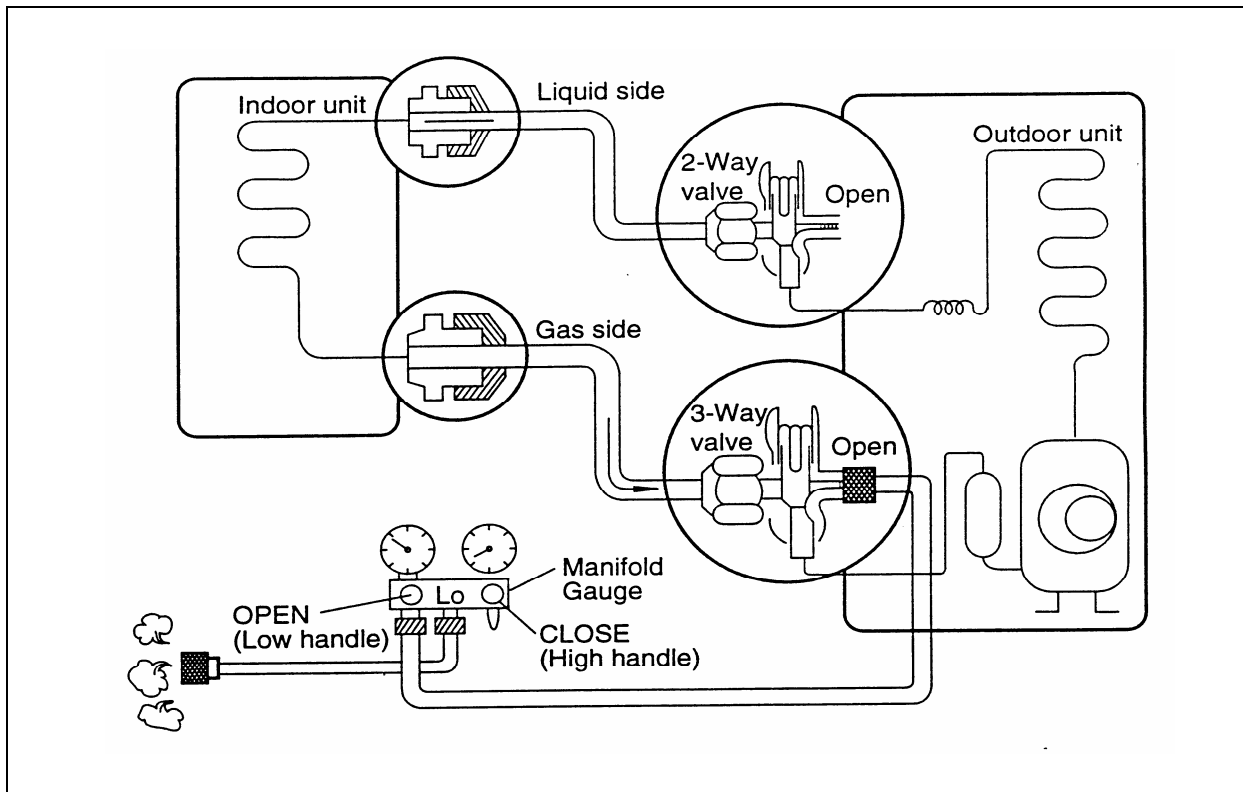 Indoor unit
Liquid side
2-Way
valve
Open
Outdoor unit
Gas side
3-Way
valve
Open
Manifold
Gauge
Lo
OPEN
(Low handle)
CLOSE
(High handle)